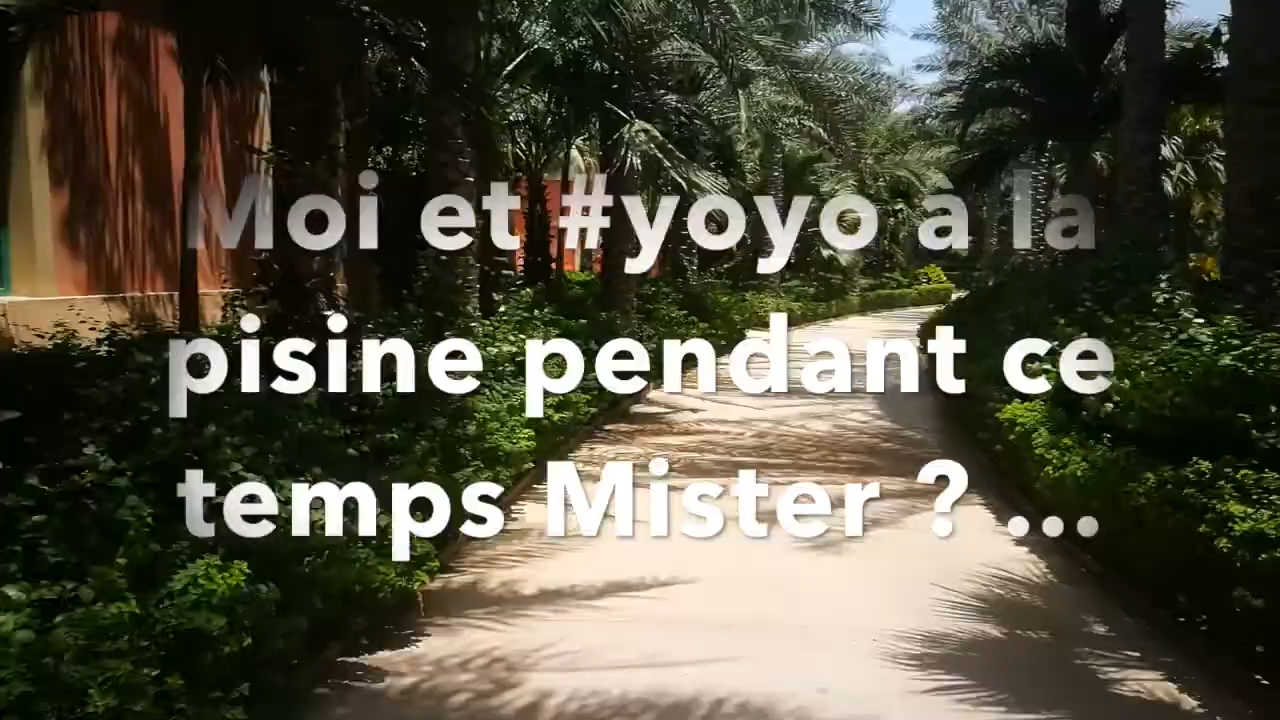 Moi et #yoyo à la
pisine pendant ce
temps Mister ? ...